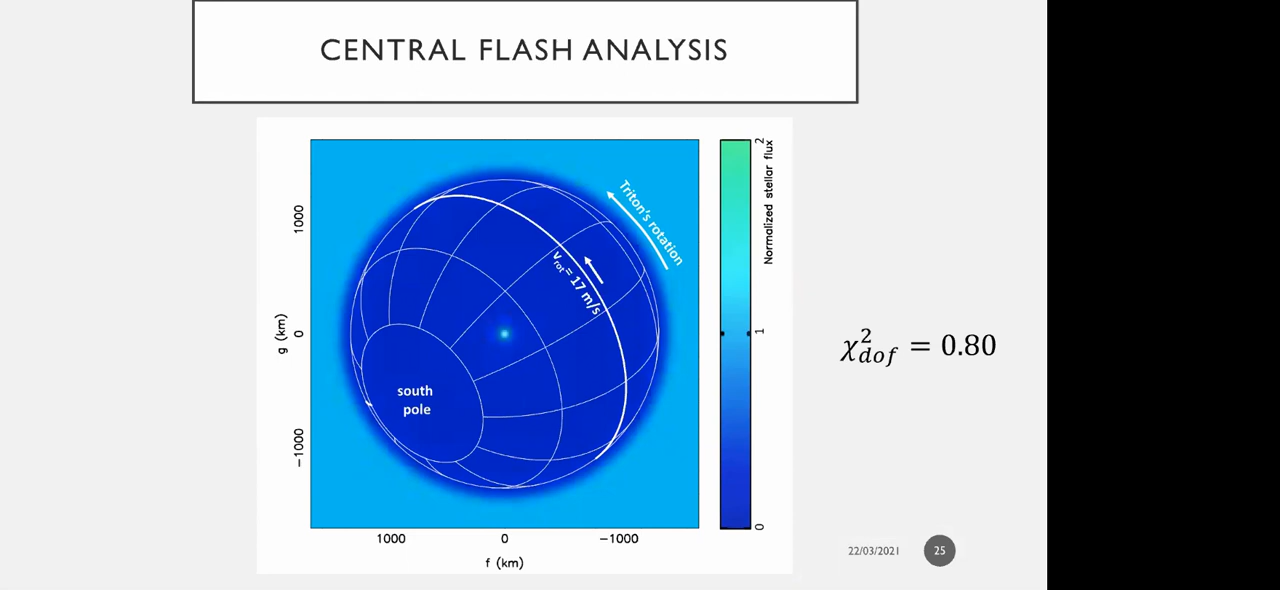 CENTRAL FLASH ANALYSIS
Triton's rotation
v_rot = 17 m/s
south
pole
g (km)
1000
0
−1000
1000
0
−1000
f (km)
2
1
0
Normalized stellar flux
χ²_dof = 0.80
22/03/2021
25